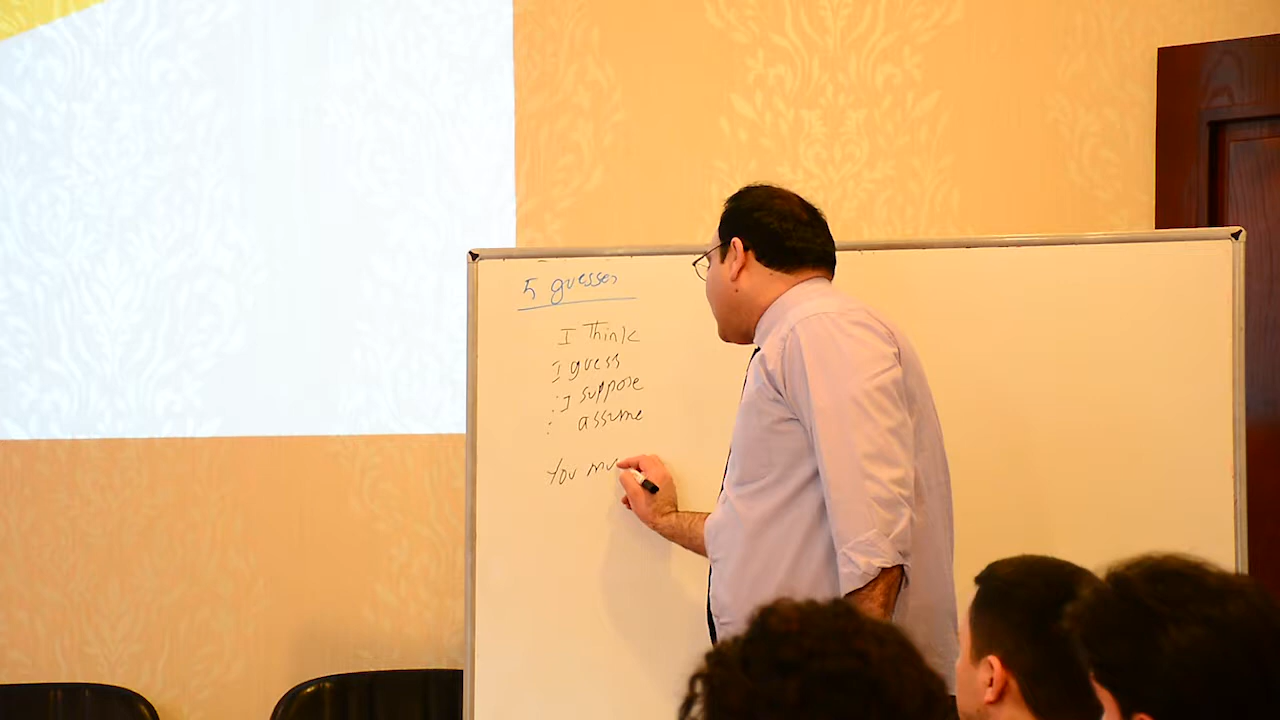 5 guesses
I Think
I guess
: I suppose
: assume
You mu